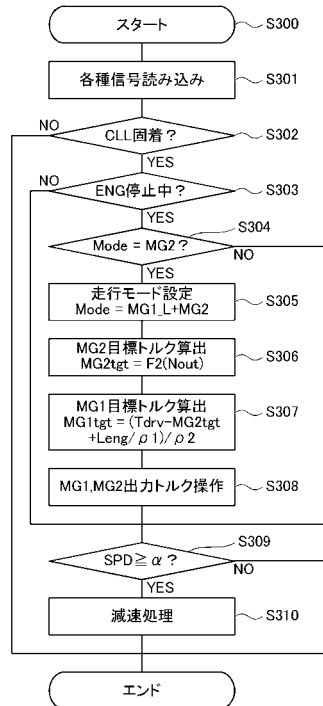 スタート
S300
各種信号読み込み
S301
NO
CLL固着？
S302
YES
NO
ENG停止中？
S303
YES
S304
Mode = MG2？
NO
YES
走行モード設定
Mode = MG1_L+MG2
S305
MG2目標トルク算出
MG2tgt = F2(Nout)
S306
MG1目標トルク算出
MG1tgt = (Tdrv-MG2tgt
+Leng/ρ1)/ρ2
S307
MG1,MG2出力トルク操作
S308
S309
SPD≧α？
NO
YES
減速処理
S310
エンド